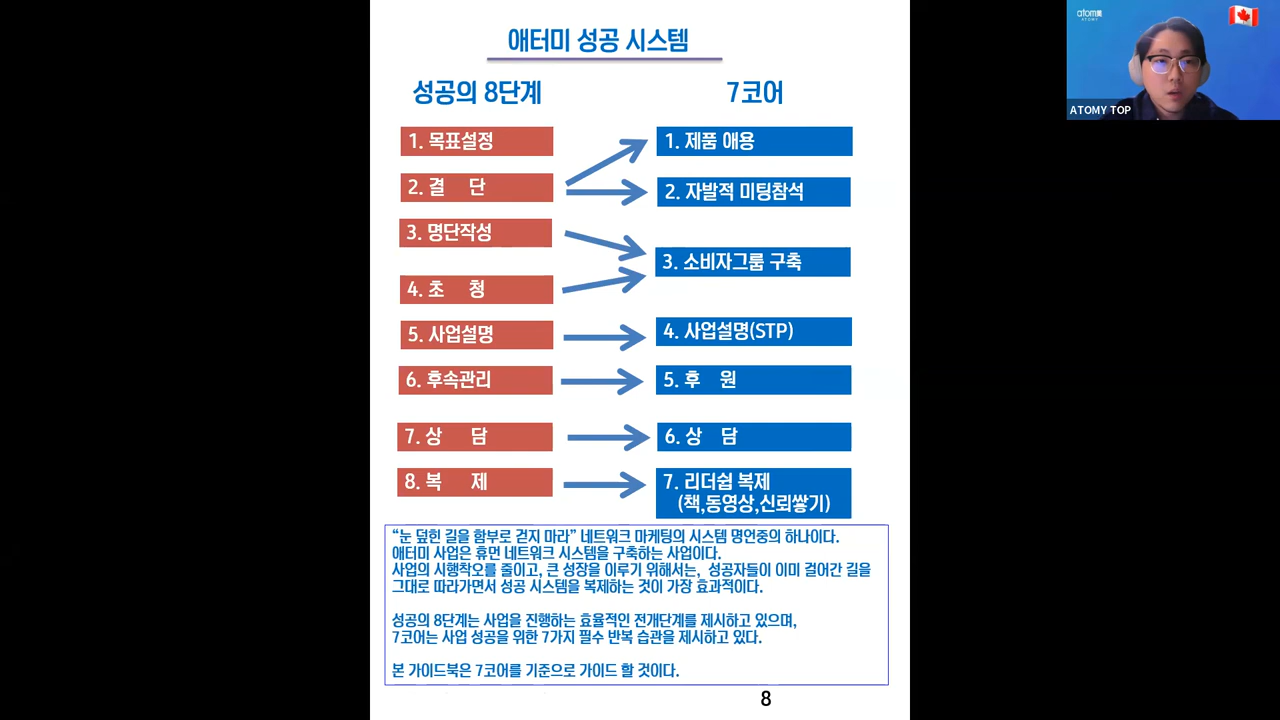 애터미 성공 시스템
성공의 8단계
7코어
1. 목표설정
2. 결 단
3. 명단작성
4. 초 청
5. 사업설명
6. 후속관리
7. 상 담
8. 복 제
1. 제품 애용
2. 자발적 미팅참석
3. 소비자그룹 구축
4. 사업설명(STP)
5. 후 원
6. 상 담
7. 리더쉽 복제
(책,동영상,신뢰쌓기)
“눈 덮힌 길을 함부로 걷지 마라” 네트워크 마케팅의 시스템 명언중의 하나이다.
애터미 사업은 휴먼 네트워크 시스템을 구축하는 사업이다.
사업의 시행착오를 줄이고, 큰 성장을 이루기 위해서는, 성공자들이 이미 걸어간 길을
그대로 따라가면서 성공 시스템을 복제하는 것이 가장 효과적이다.
성공의 8단계는 사업을 진행하는 효율적인 전개단계를 제시하고 있으며,
7코어는 사업 성공을 위한 7가지 필수 반복 습관을 제시하고 있다.
본 가이드북은 7코어를 기준으로 가이드 할 것이다.
8
atom美
ATOMY
ATOMY TOP